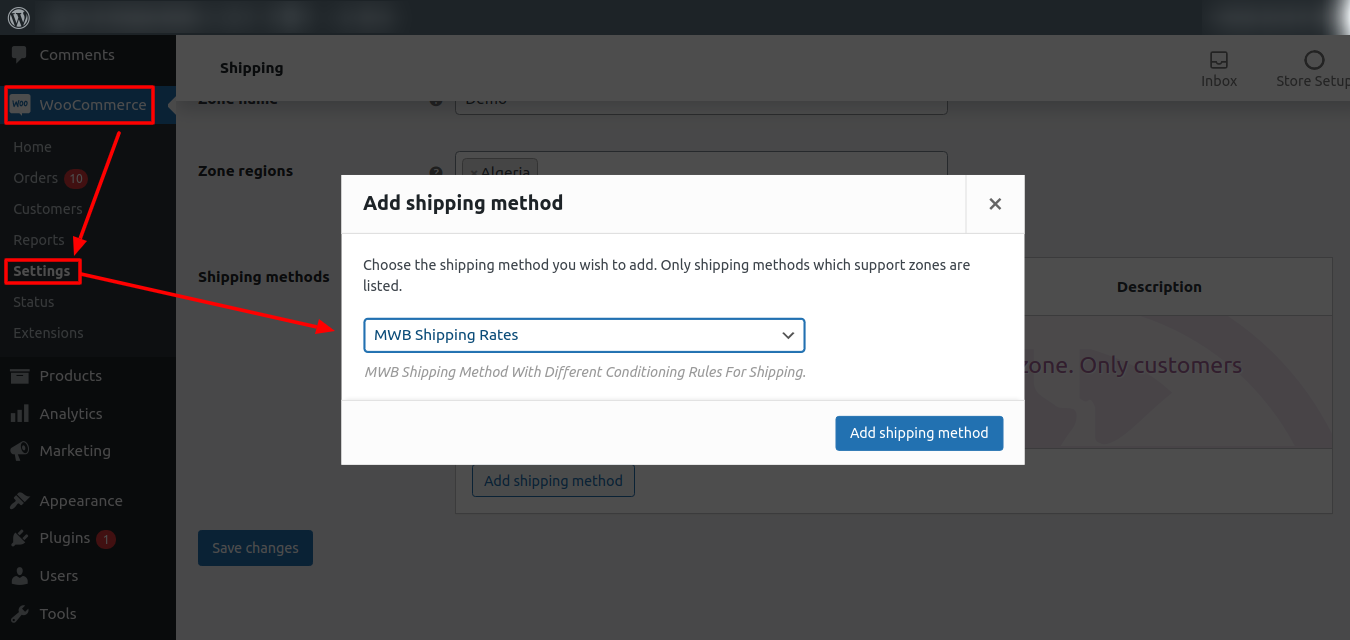 Comments
WooCommerce
Home
Orders 10
Customers
Reports
Settings
Status
Extensions
Products
Analytics
Marketing
Appearance
Plugins 1
Users
Tools
Shipping
Inbox
Store Setup
Zone name
Demo
Zone regions
× Algeria
Shipping methods
Description
zone. Only customers
Add shipping method
Save changes
Add shipping method
Choose the shipping method you wish to add. Only shipping methods which support zones are
listed.
MWB Shipping Rates
MWB Shipping Method With Different Conditioning Rules For Shipping.
Add shipping method